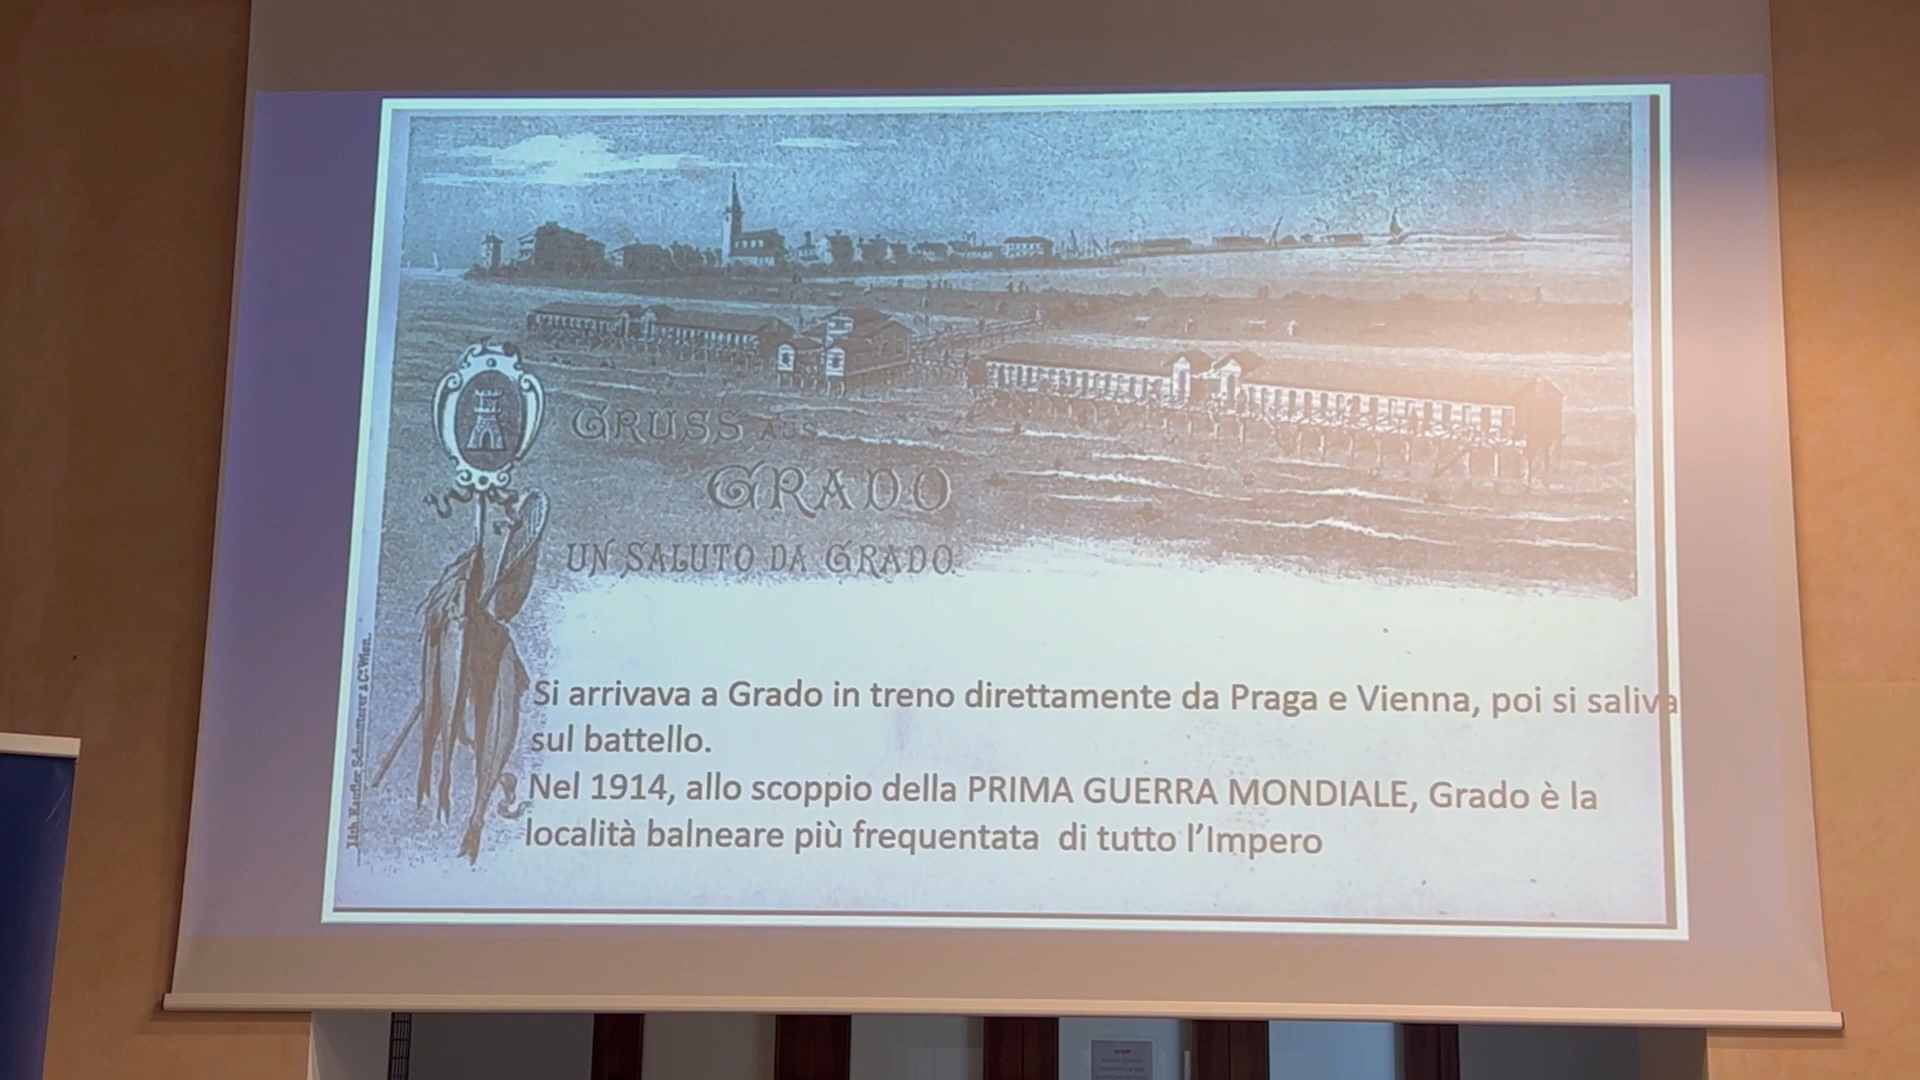 GRUSS AUS
GRADO
UN SALUTO DA GRADO
Si arrivava a Grado in treno direttamente da Praga e Vienna, poi si saliva
sul battello.
Nel 1914, allo scoppio della PRIMA GUERRA MONDIALE, Grado è la
località balneare più frequentata  di tutto l'Impero